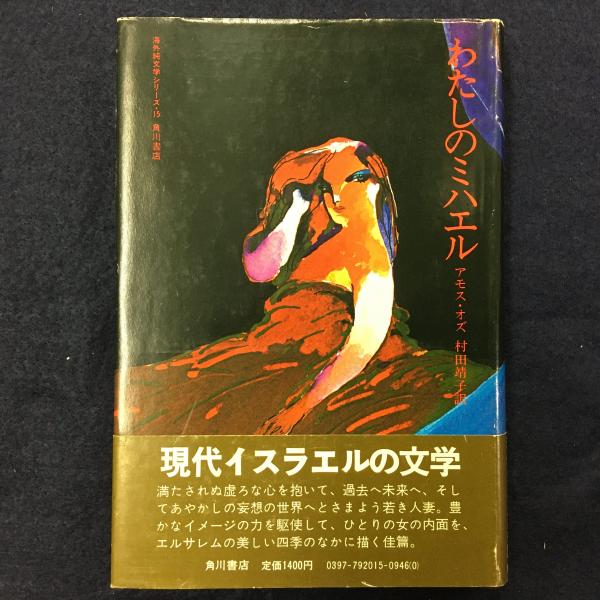 わたしのミハエル
アモス・オズ 村田靖子訳
海外純文学シリーズ・15 角川書店
現代イスラエルの文学
満たされぬ虚ろな心を抱いて、過去へ未来へ、そし
てあやかしの妄想の世界へとさまよう若き人妻。豊
かなイメージの力を駆使して、ひとりの女の内面を、
エルサレムの美しい四季のなかに描く佳篇。
角川書店 定価1400円 0397-792015-0946(0)